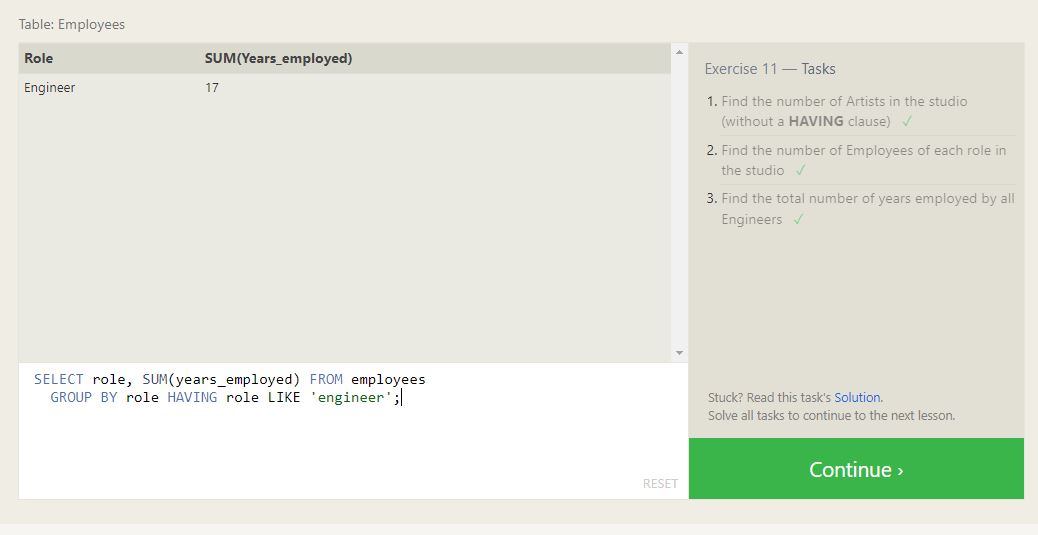 Table: Employees
Role SUM(Years_employed)
Engineer 17
SELECT role, SUM(years_employed) FROM employees
GROUP BY role HAVING role LIKE 'engineer';
RESET
Exercise 11 — Tasks
1. Find the number of Artists in the studio
(without a HAVING clause) ✓
2. Find the number of Employees of each role in
the studio ✓
3. Find the total number of years employed by all
Engineers ✓
Stuck? Read this task's Solution.
Solve all tasks to continue to the next lesson.
Continue ›